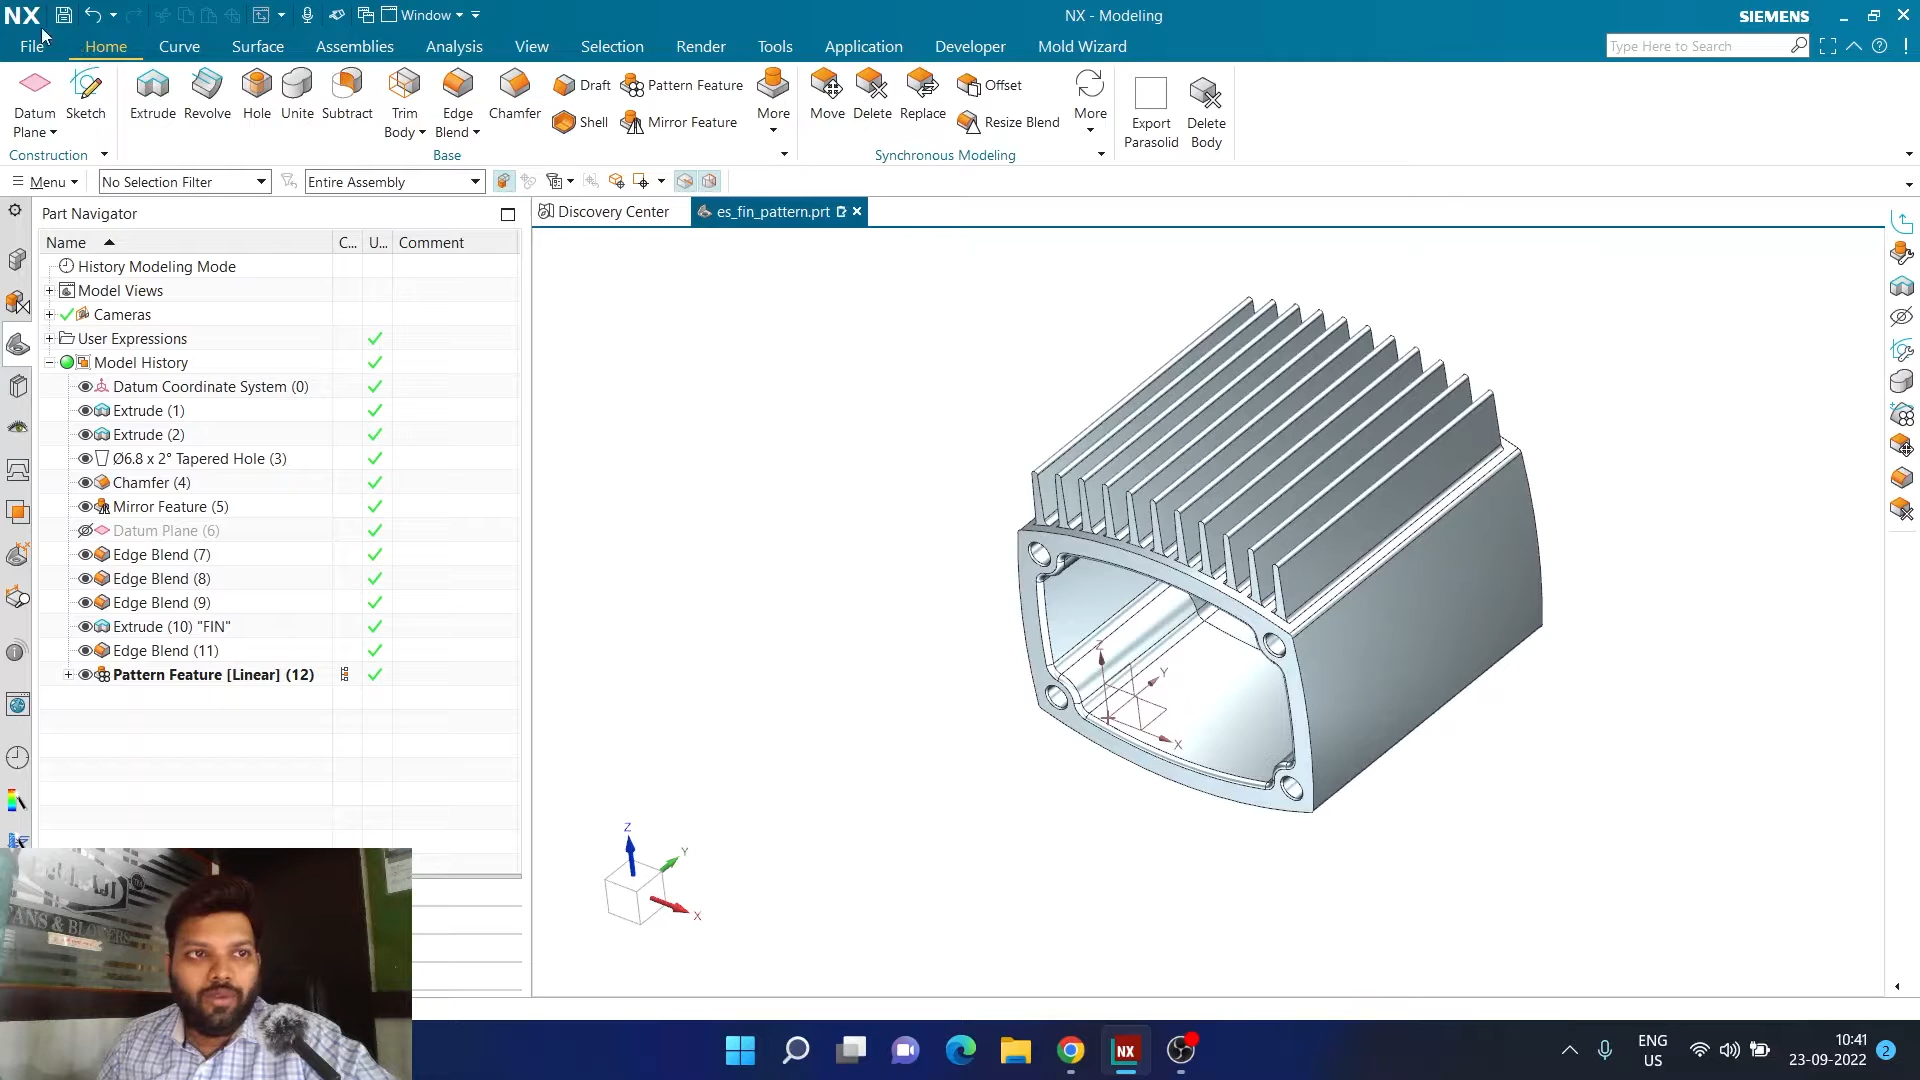 NX
Window
NX - Modeling
SIEMENS
File
Home
Curve
Surface
Assemblies
Analysis
View
Selection
Render
Tools
Application
Developer
Mold Wizard
Type Here to Search
Datum Plane
Sketch
Extrude
Revolve
Hole
Unite
Subtract
Trim Body
Edge Blend
Chamfer
Draft
Shell
Pattern Feature
Mirror Feature
More
Move
Delete
Replace
Offset
Resize Blend
More
Export Parasolid
Delete Body
Construction
Base
Synchronous Modeling
Menu
No Selection Filter
Entire Assembly
Part Navigator
Discovery Center
es_fin_pattern.prt
Name
C...
U...
Comment
History Modeling Mode
Model Views
Cameras
User Expressions
Model History
Datum Coordinate System (0)
Extrude (1)
Extrude (2)
Ø6.8 x 2° Tapered Hole (3)
Chamfer (4)
Mirror Feature (5)
Datum Plane (6)
Edge Blend (7)
Edge Blend (8)
Edge Blend (9)
Extrude (10) "FIN"
Edge Blend (11)
Pattern Feature [Linear] (12)
Z
Y
X
Z
Y
X
ANS & BLOWERS
NX
ENG
US
10:41
23-09-2022
2